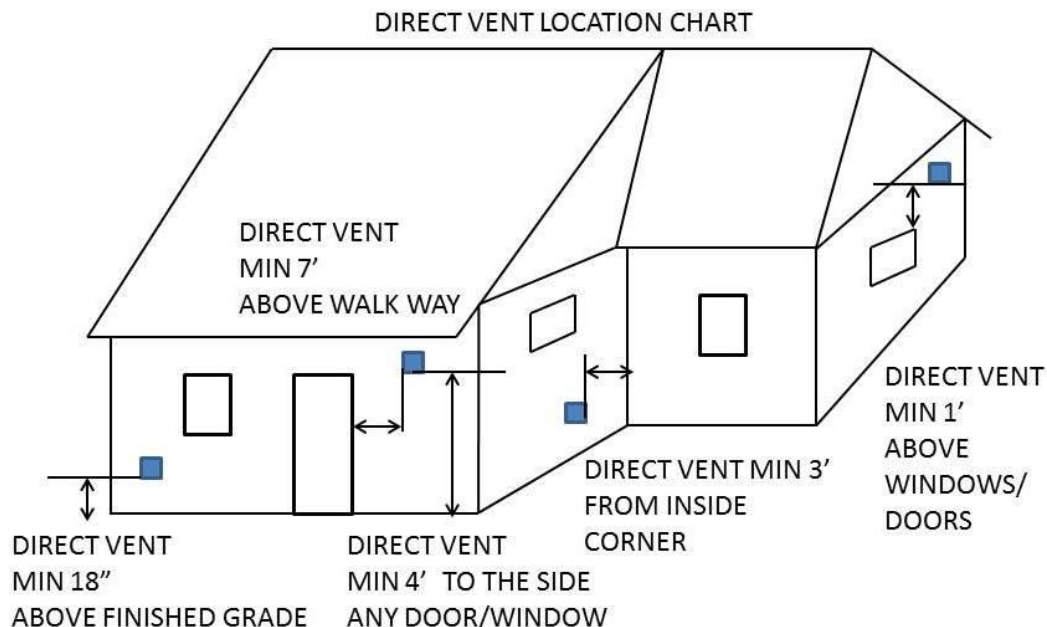 DIRECT VENT LOCATION CHART
DIRECT VENT
MIN 7’
ABOVE WALK WAY
DIRECT VENT
MIN 1’
ABOVE
WINDOWS/
DOORS
DIRECT VENT MIN 3’
FROM INSIDE
CORNER
DIRECT VENT
MIN 18”
ABOVE FINISHED GRADE
DIRECT VENT
MIN 4’ TO THE SIDE
ANY DOOR/WINDOW